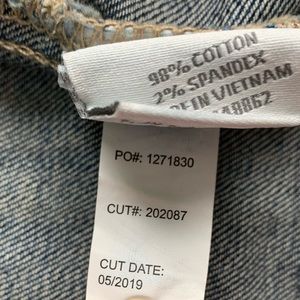 98% COTTON
2% SPANDEX
IN VIETNAM
PO#: 1271830
CUT#: 202087
CUT DATE:
05/2019